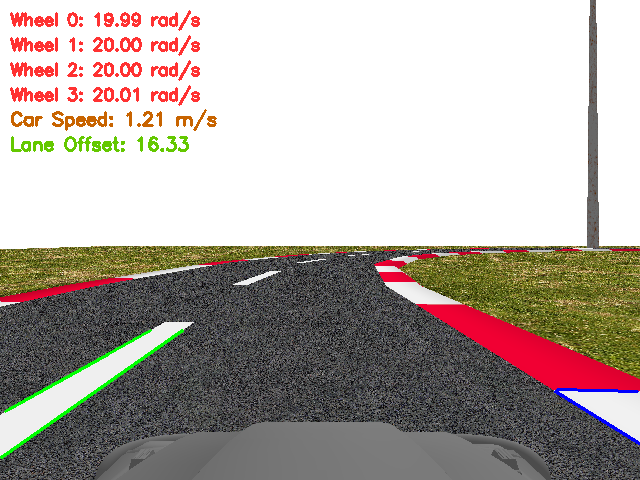 Wheel 0: 19.99 rad/s
Wheel 1: 20.00 rad/s
Wheel 2: 20.00 rad/s
Wheel 3: 20.01 rad/s
Car Speed: 1.21 m/s
Lane Offset: 16.33